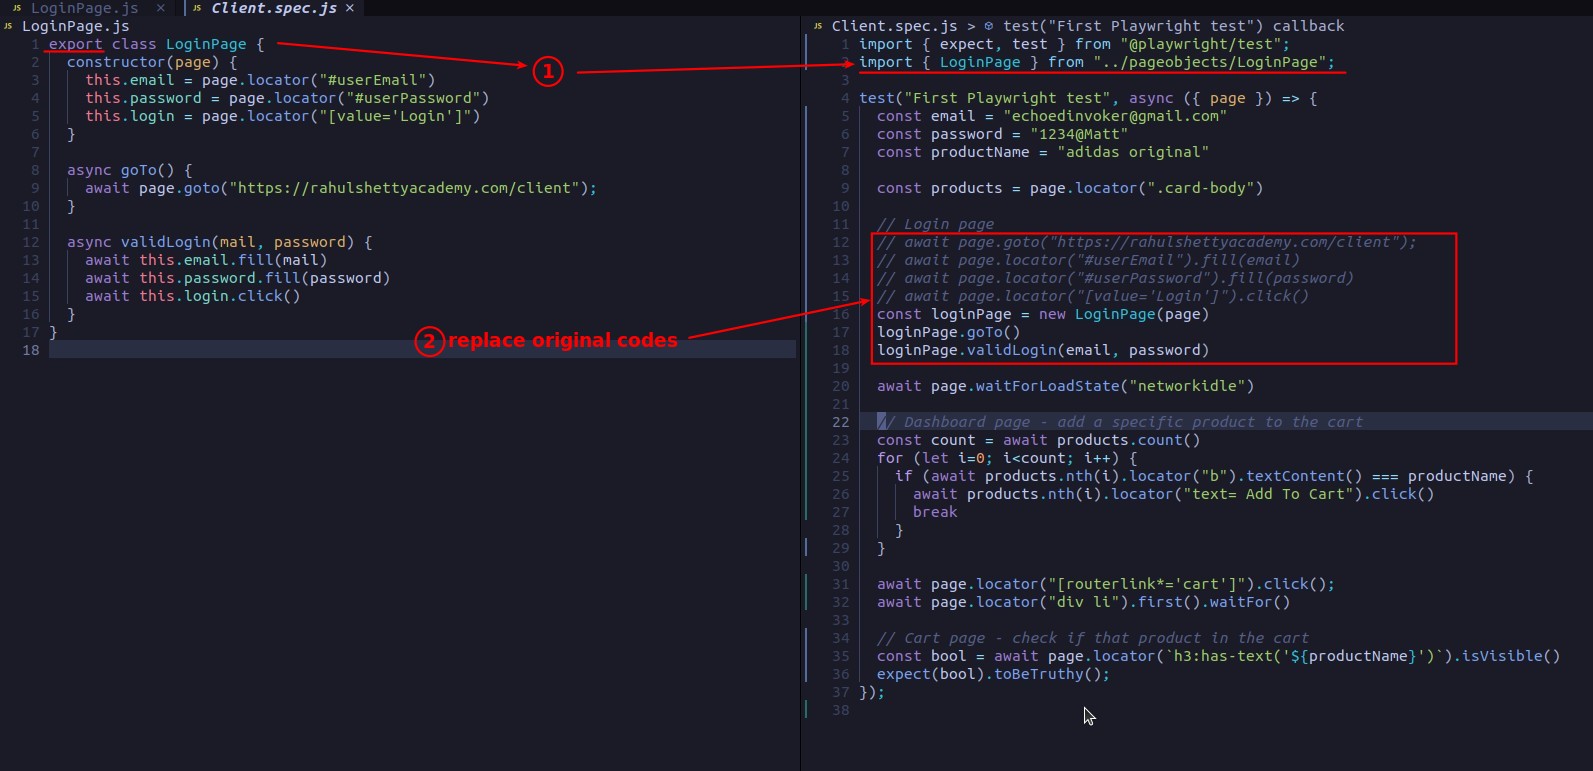 JS LoginPage.js × JS Client.spec.js ×
JS LoginPage.js
1 export class LoginPage {
2 constructor(page) {
3 this.email = page.locator("#userEmail")
4 this.password = page.locator("#userPassword")
5 this.login = page.locator("[value='Login']")
6 }
7
8 async goTo() {
9 await page.goto("https://rahulshettyacademy.com/client");
10 }
11
12 async validLogin(mail, password) {
13 await this.email.fill(mail)
14 await this.password.fill(password)
15 await this.login.click()
16 }
17 }
18
1
2 replace original codes
JS Client.spec.js > test("First Playwright test") callback
1 import { expect, test } from "@playwright/test";
2 import { LoginPage } from "../pageobjects/LoginPage";
3
4 test("First Playwright test", async ({ page }) => {
5 const email = "echoedinvoker@gmail.com"
6 const password = "1234@Matt"
7 const productName = "adidas original"
8
9 const products = page.locator(".card-body")
10
11 // Login page
12 // await page.goto("https://rahulshettyacademy.com/client");
13 // await page.locator("#userEmail").fill(email)
14 // await page.locator("#userPassword").fill(password)
15 // await page.locator("[value='Login']").click()
16 const loginPage = new LoginPage(page)
17 loginPage.goTo()
18 loginPage.validLogin(email, password)
19
20 await page.waitForLoadState("networkidle")
21
22 // Dashboard page - add a specific product to the cart
23 const count = await products.count()
24 for (let i=0; i<count; i++) {
25 if (await products.nth(i).locator("b").textContent() === productName) {
26 await products.nth(i).locator("text= Add To Cart").click()
27 break
28 }
29 }
30
31 await page.locator("[routerlink*='cart']").click();
32 await page.locator("div li").first().waitFor()
33
34 // Cart page - check if that product in the cart
35 const bool = await page.locator(`h3:has-text('${productName}')`).isVisible()
36 expect(bool).toBeTruthy();
37 });
38